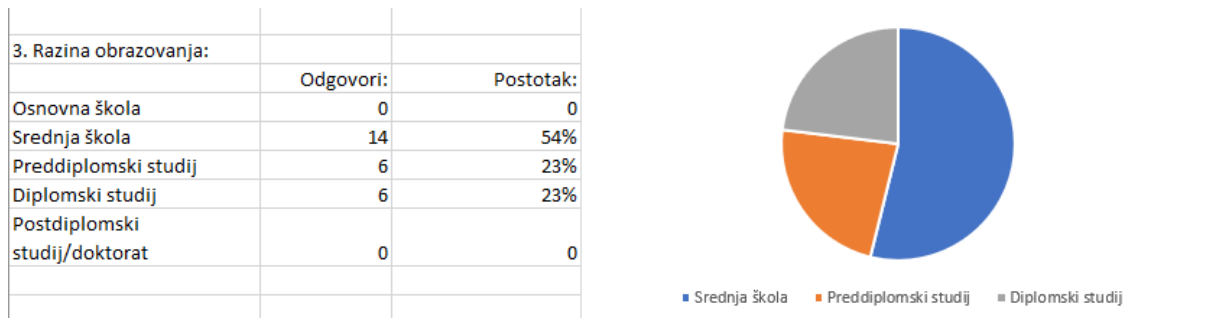 3. Razina obrazovanja:
Odgovori: Postotak:
Osnovna škola 0 0
Srednja škola 14 54%
Preddiplomski studij 6 23%
Diplomski studij 6 23%
Postdiplomski
studij/doktorat 0 0
Srednja škola Preddiplomski studij Diplomski studij